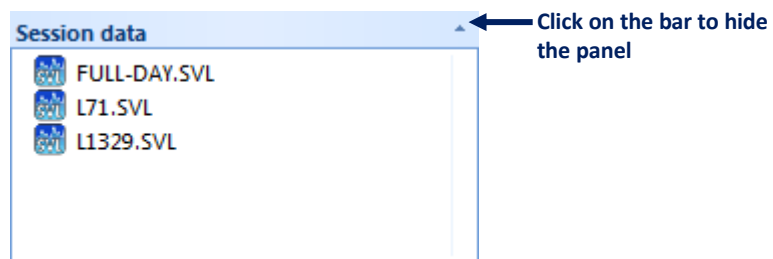 Session data
Click on the bar to hide
the panel
FULL-DAY.SVL
L71.SVL
L1329.SVL